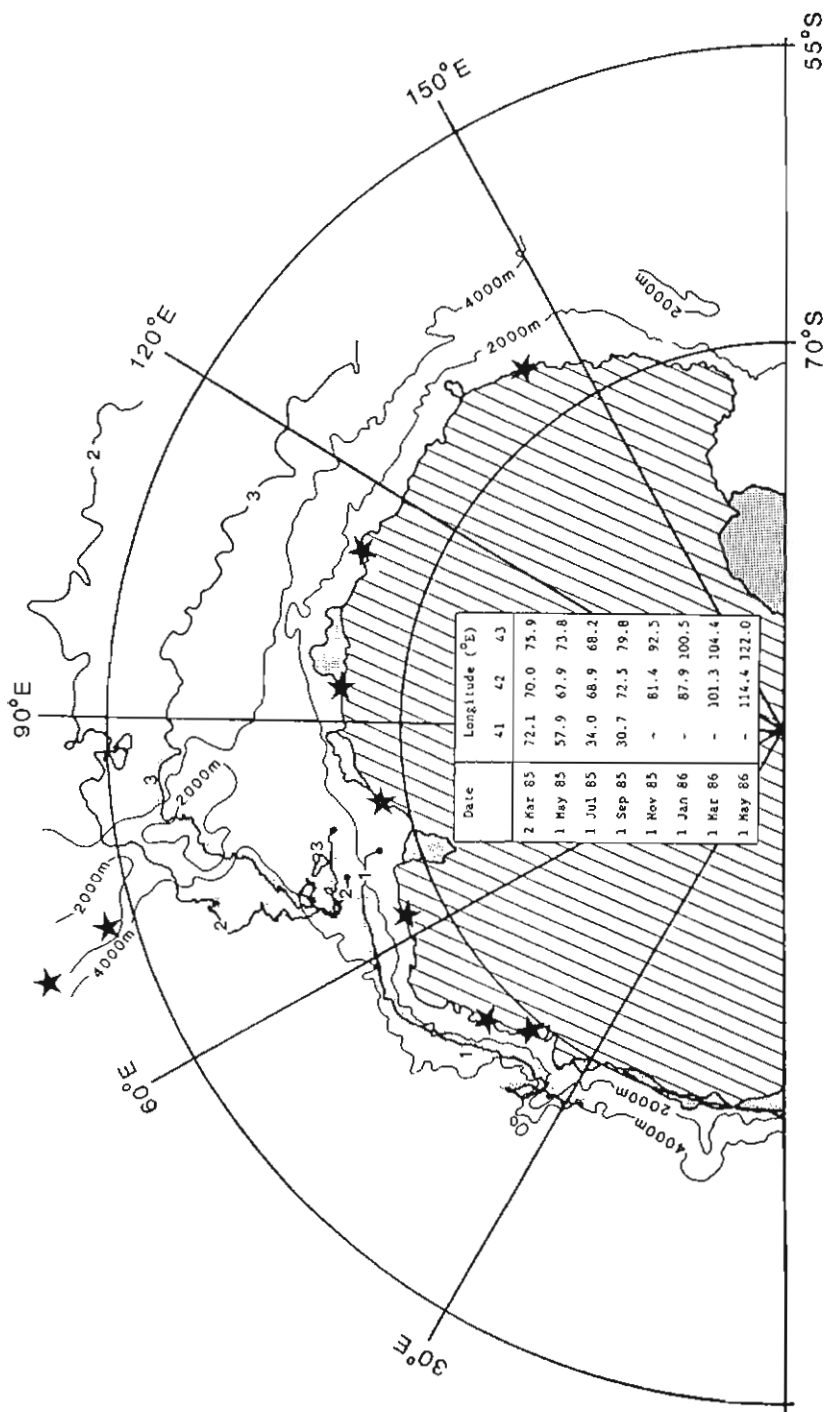 150°E
120°E
90°E
60°E
30°E
55°S
70°S
4000m
2000m
2000m
2
3
3
2000m
2000m
4000m
2
2
3
1
1
2000m
4000m
Date Longitude (°E)
41 42 43
2 Mar 85 72.1 70.0 75.9
1 May 85 57.9 67.9 73.8
1 Jul 85 34.0 68.9 68.2
1 Sep 85 30.7 72.5 79.8
1 Nov 85 - 81.4 92.5
1 Jan 86 - 87.9 100.5
1 Mar 86 - 101.3 104.4
1 May 86 - 114.4 122.0